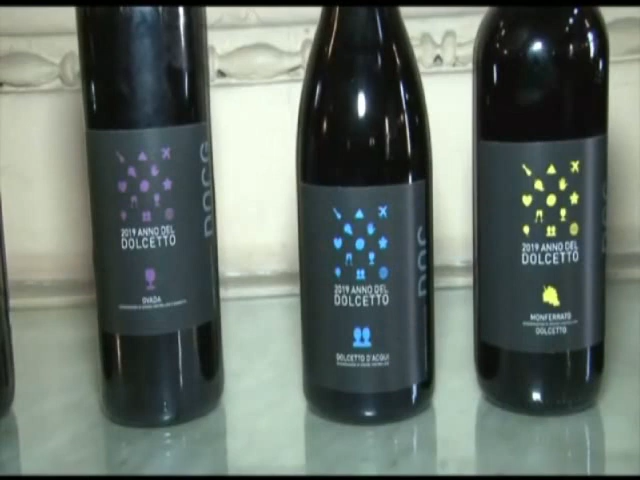 2019 ANNO DEL
DOLCETTO
OVADA
DOCG
2019 ANNO DEL
DOLCETTO
DOLCETTO D'ACQUI
DOC
2019 ANNO DEL
DOLCETTO
MONFERRATO
DOLCETTO
DOC